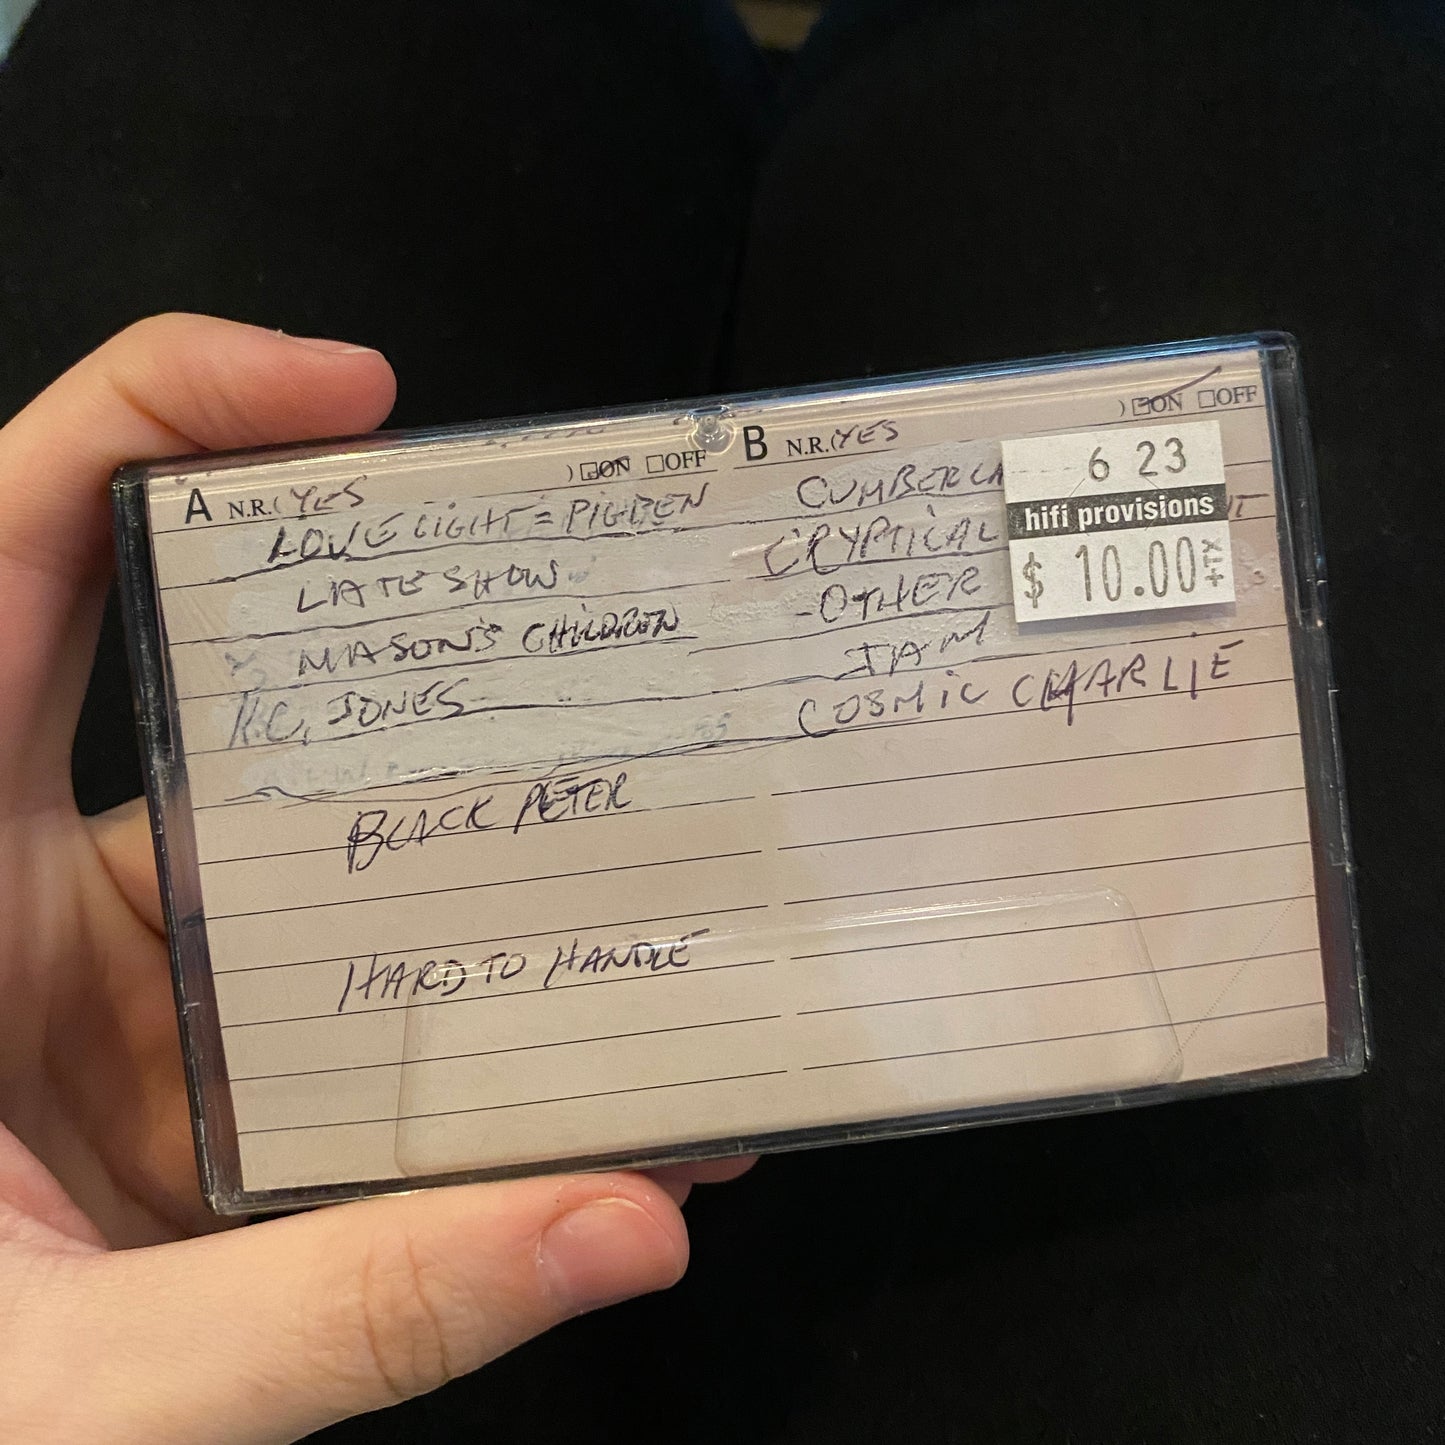 A N.R.( YES ) ☑ON ☐OFF
LOVE LIGHT = PIGPEN
LATE SHOW
MASON'S CHILDREN
K.C. JONES
BLACK PETER
HARD TO HANDLE
B N.R.( YES ) ☑ON ☐OFF
CUMBERLA
CRYPTICAL
-OTHER
JAM
COSMIC CHARLIE
6 23
hifi provisions
$ 10.00 +TX